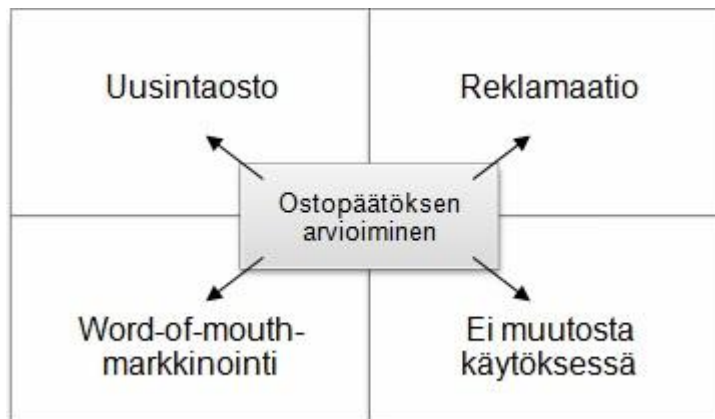 Uusintaosto
Reklamaatio
Ostopäätöksen
arvioiminen
Word-of-mouth-
markkinointi
Ei muutosta
käytöksessä